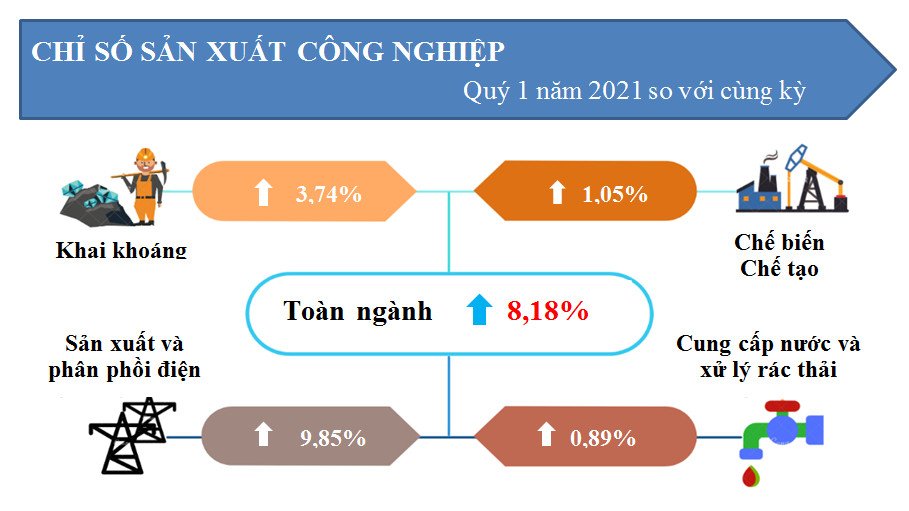 CHỈ SỐ SẢN XUẤT CÔNG NGHIỆP
Quý 1 năm 2021 so với cùng kỳ
3,74%
1,05%
Khai khoáng
Chế biến
Chế tạo
Toàn ngành 8,18%
Sản xuất và
phân phồi điện
Cung cấp nước và
xử lý rác thải
9,85%
0,89%